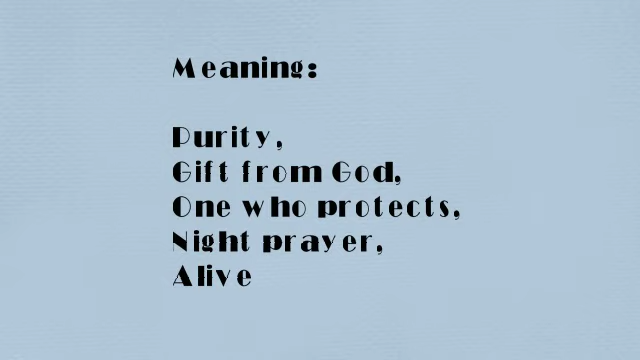 Meaning:
Purity,
Gift from God,
One who protects,
Night prayer,
Alive